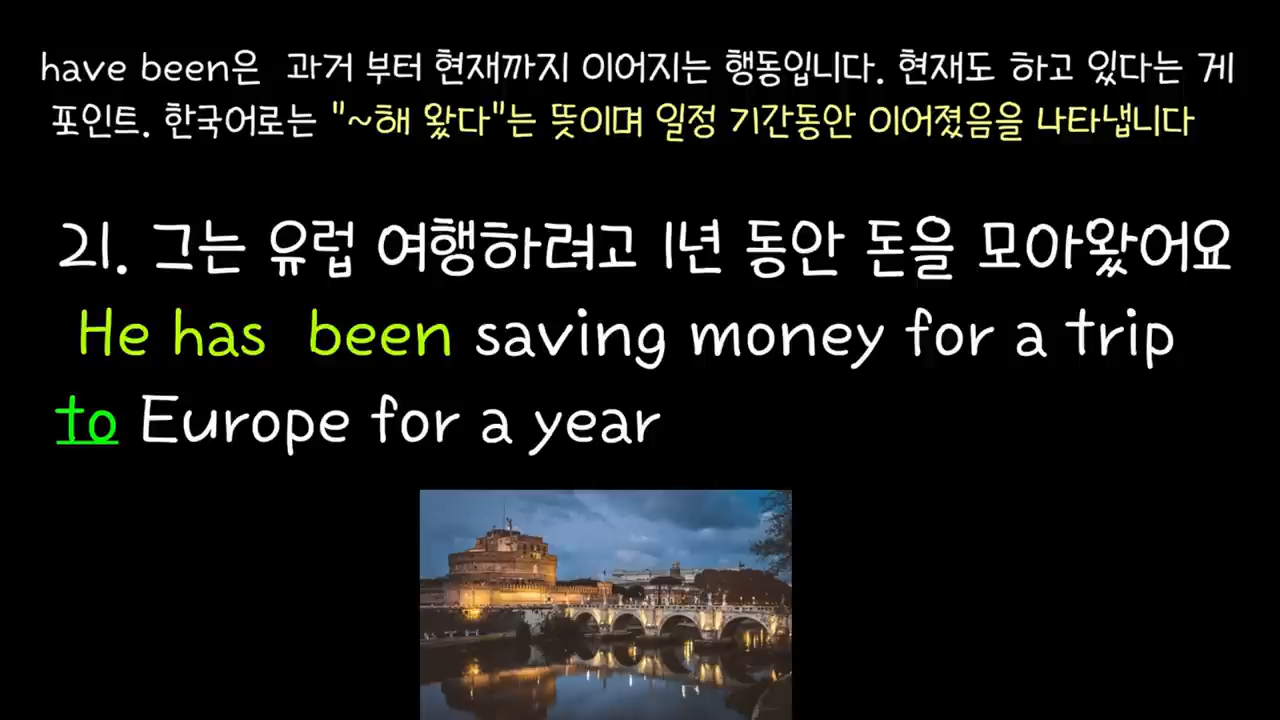 have been은 과거 부터 현재까지 이어지는 행동입니다. 현재도 하고 있다는 게
포인트. 한국어로는 "~해 왔다"는 뜻이며 일정 기간동안 이어졌음을 나타냅니다
21. 그는 유럽 여행하려고 1년 동안 돈을 모아왔어요
He has been saving money for a trip
to Europe for a year